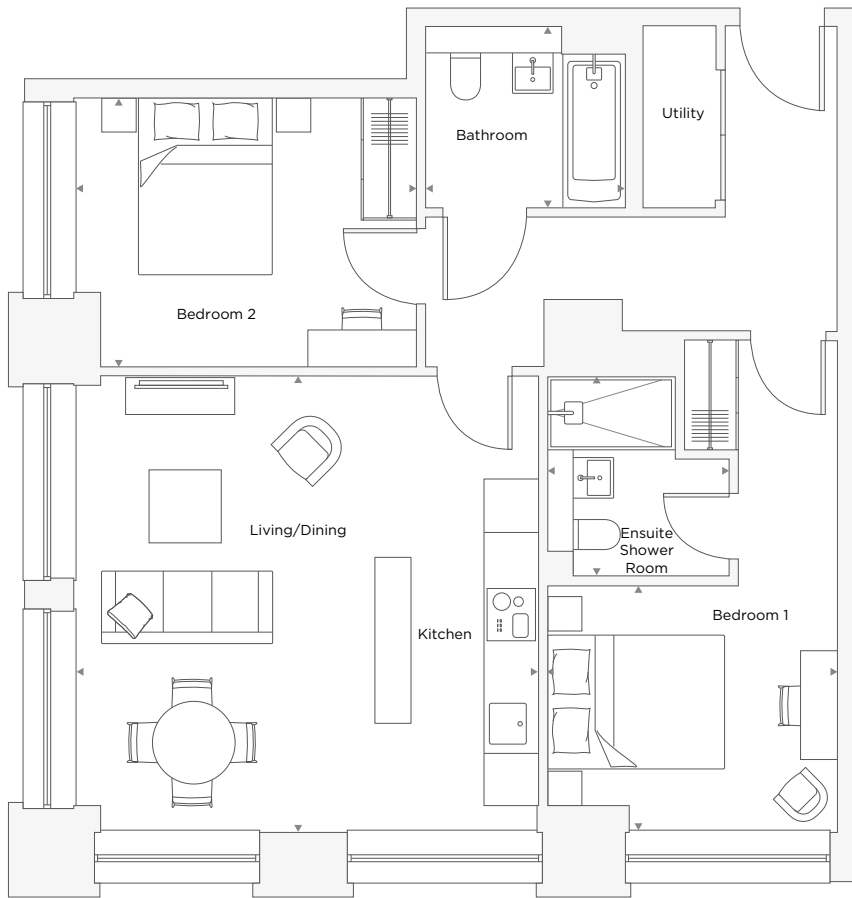 Utility
Bathroom
Bedroom 2
Living/Dining
Ensuite
Shower
Room
Bedroom 1
Kitchen